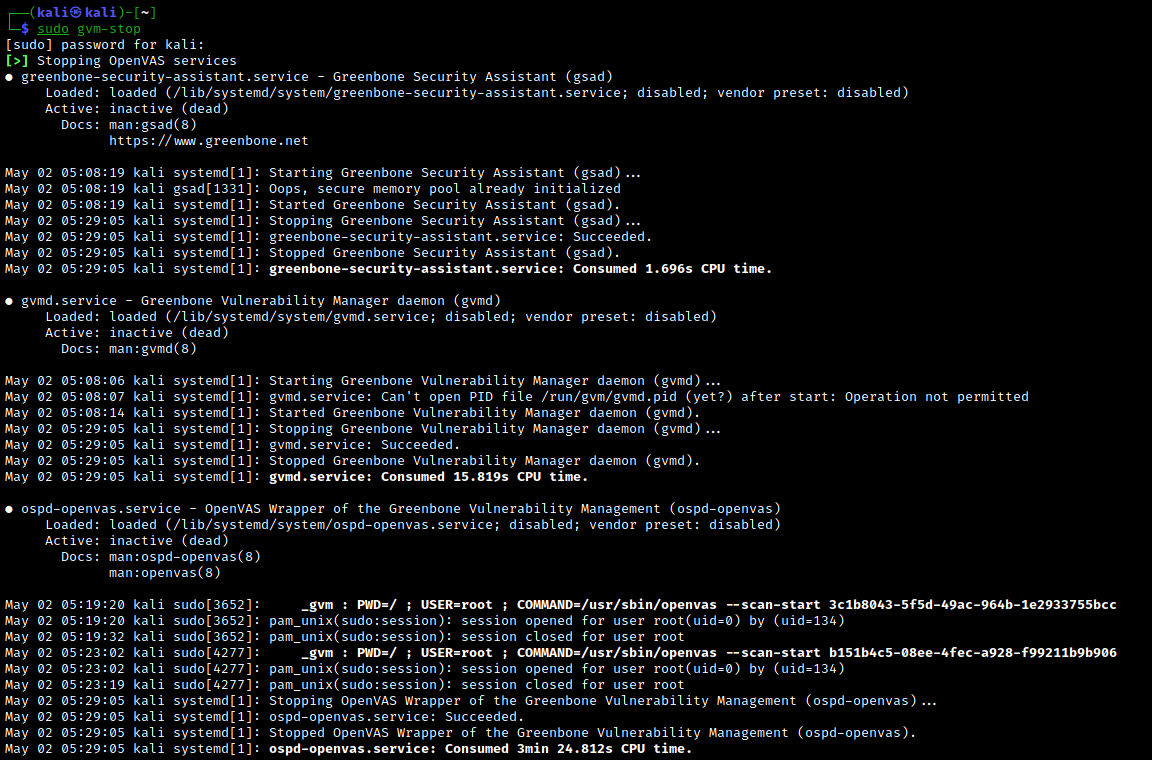 ┌──(kali㉿kali)-[~]
└─$ sudo gvm-stop
[sudo] password for kali:
[>] Stopping OpenVAS services
● greenbone-security-assistant.service - Greenbone Security Assistant (gsad)
     Loaded: loaded (/lib/systemd/system/greenbone-security-assistant.service; disabled; vendor preset: disabled)
     Active: inactive (dead)
       Docs: man:gsad(8)
             https://www.greenbone.net

May 02 05:08:19 kali systemd[1]: Starting Greenbone Security Assistant (gsad)...
May 02 05:08:19 kali gsad[1331]: Oops, secure memory pool already initialized
May 02 05:08:19 kali systemd[1]: Started Greenbone Security Assistant (gsad).
May 02 05:29:05 kali systemd[1]: Stopping Greenbone Security Assistant (gsad)...
May 02 05:29:05 kali systemd[1]: greenbone-security-assistant.service: Succeeded.
May 02 05:29:05 kali systemd[1]: Stopped Greenbone Security Assistant (gsad).
May 02 05:29:05 kali systemd[1]: greenbone-security-assistant.service: Consumed 1.696s CPU time.

● gvmd.service - Greenbone Vulnerability Manager daemon (gvmd)
     Loaded: loaded (/lib/systemd/system/gvmd.service; disabled; vendor preset: disabled)
     Active: inactive (dead)
       Docs: man:gvmd(8)

May 02 05:08:06 kali systemd[1]: Starting Greenbone Vulnerability Manager daemon (gvmd)...
May 02 05:08:07 kali systemd[1]: gvmd.service: Can't open PID file /run/gvm/gvmd.pid (yet?) after start: Operation not permitted
May 02 05:08:14 kali systemd[1]: Started Greenbone Vulnerability Manager daemon (gvmd).
May 02 05:29:05 kali systemd[1]: Stopping Greenbone Vulnerability Manager daemon (gvmd)...
May 02 05:29:05 kali systemd[1]: gvmd.service: Succeeded.
May 02 05:29:05 kali systemd[1]: Stopped Greenbone Vulnerability Manager daemon (gvmd).
May 02 05:29:05 kali systemd[1]: gvmd.service: Consumed 15.819s CPU time.

● ospd-openvas.service - OpenVAS Wrapper of the Greenbone Vulnerability Management (ospd-openvas)
     Loaded: loaded (/lib/systemd/system/ospd-openvas.service; disabled; vendor preset: disabled)
     Active: inactive (dead)
       Docs: man:ospd-openvas(8)
             man:openvas(8)

May 02 05:19:20 kali sudo[3652]:     _gvm : PWD=/ ; USER=root ; COMMAND=/usr/sbin/openvas --scan-start 3c1b8043-5f5d-49ac-964b-1e2933755bcc
May 02 05:19:20 kali sudo[3652]: pam_unix(sudo:session): session opened for user root(uid=0) by (uid=134)
May 02 05:19:32 kali sudo[3652]: pam_unix(sudo:session): session closed for user root
May 02 05:23:02 kali sudo[4277]:     _gvm : PWD=/ ; USER=root ; COMMAND=/usr/sbin/openvas --scan-start b151b4c5-08ee-4fec-a928-f99211b9b906
May 02 05:23:02 kali sudo[4277]: pam_unix(sudo:session): session opened for user root(uid=0) by (uid=134)
May 02 05:23:19 kali sudo[4277]: pam_unix(sudo:session): session closed for user root
May 02 05:29:05 kali systemd[1]: Stopping OpenVAS Wrapper of the Greenbone Vulnerability Management (ospd-openvas)...
May 02 05:29:05 kali systemd[1]: ospd-openvas.service: Succeeded.
May 02 05:29:05 kali systemd[1]: Stopped OpenVAS Wrapper of the Greenbone Vulnerability Management (ospd-openvas).
May 02 05:29:05 kali systemd[1]: ospd-openvas.service: Consumed 3min 24.812s CPU time.